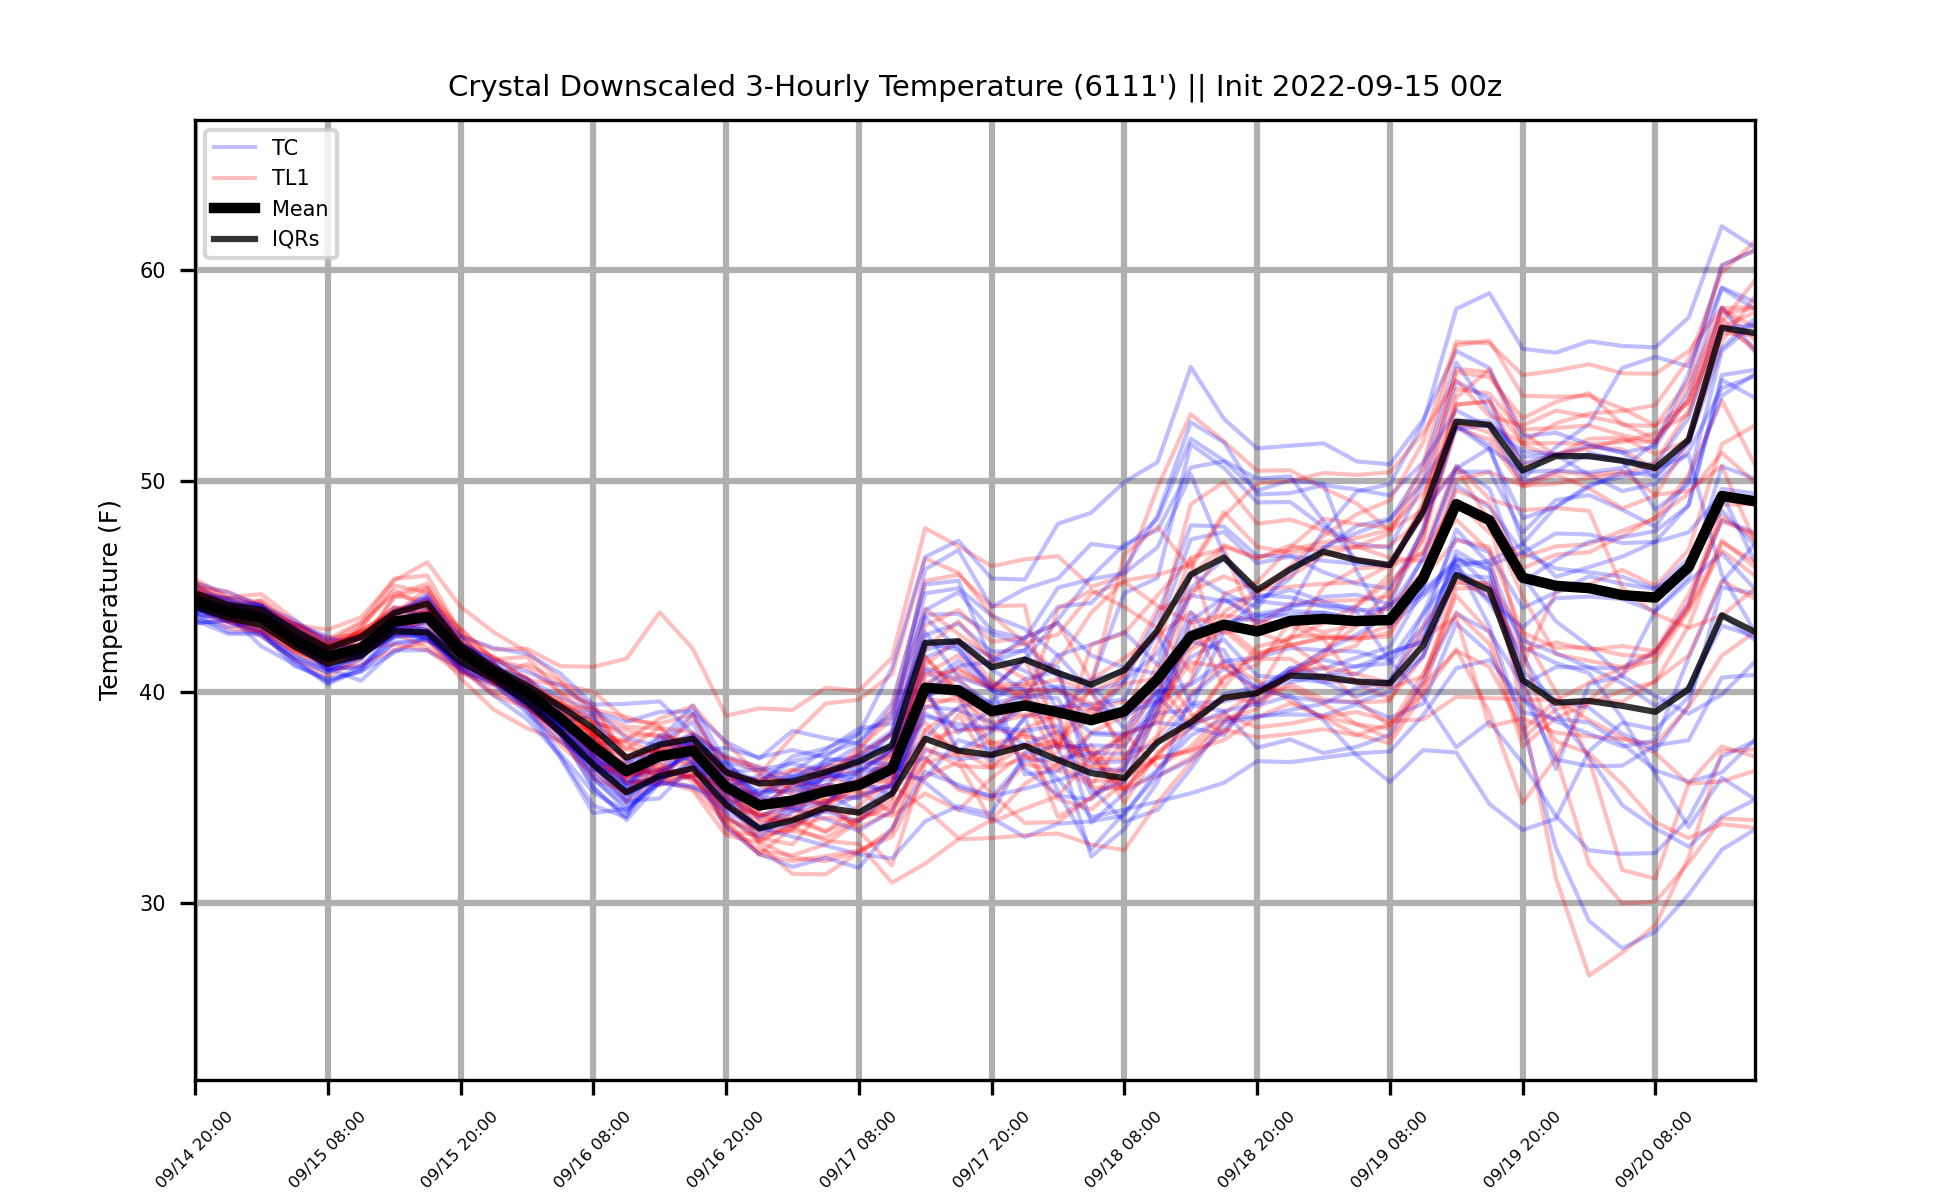 Crystal Downscaled 3-Hourly Temperature (6111') || Init 2022-09-15 00z
TC
TL1
Mean
IQRs
Temperature (F)
60
50
40
30
09/14 20:00
09/15 08:00
09/15 20:00
09/16 08:00
09/16 20:00
09/17 08:00
09/17 20:00
09/18 08:00
09/18 20:00
09/19 08:00
09/19 20:00
09/20 08:00